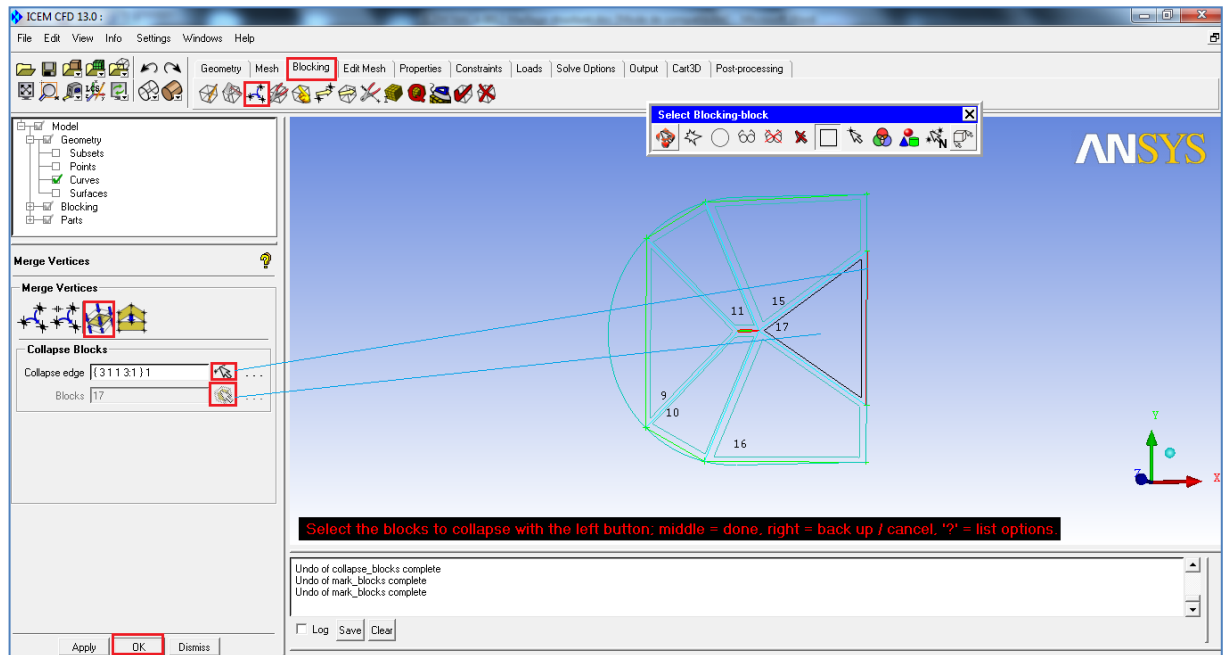 ICEM CFD 13.0 :
File Edit View Info Settings Windows Help
Geometry Mesh Blocking Edit Mesh Properties Constraints Loads Solve Options Output Cart3D Post-processing
Select Blocking-block
Model
Geometry
Subsets
Points
Curves
Surfaces
Blocking
Parts
ANSYS
Merge Vertices
Merge Vertices
Collapse Blocks
Collapse edge { 3 1 1 3:1 } 1 ...
Blocks 17 ...
11
15
17
9
10
16
Y
Z
X
Select the blocks to collapse with the left button; middle = done, right = back up / cancel, '?' = list options.
Undo of collapse_blocks complete
Undo of mark_blocks complete
Undo of mark_blocks complete
Log Save Clear
Apply OK Dismiss